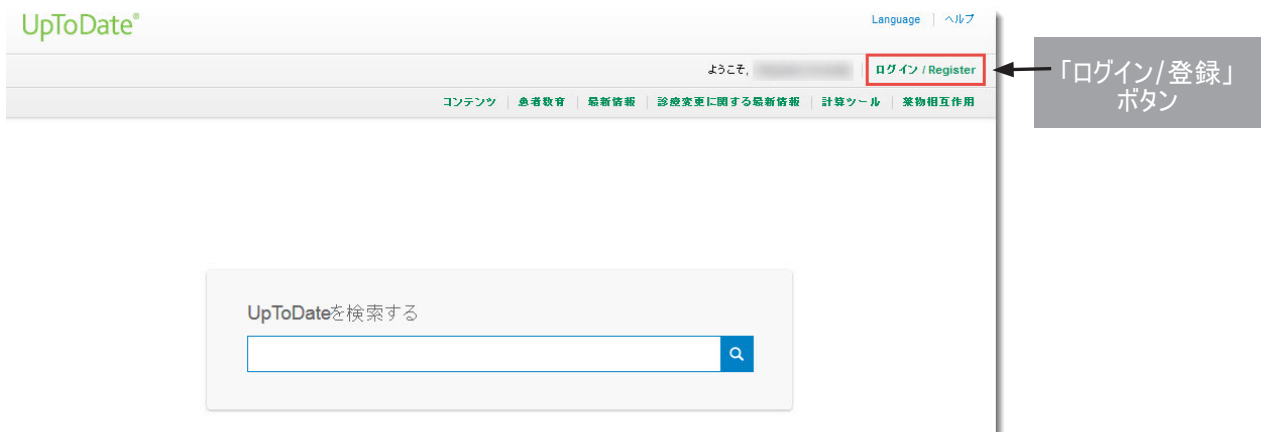 UpToDate®
Language ヘルプ
ようこそ, ログイン / Register
「ログイン/登録」
ボタン
コンテンツ 患者教育 最新情報 診療変更に関する最新情報 計算ツール 薬物相互作用
UpToDateを検索する